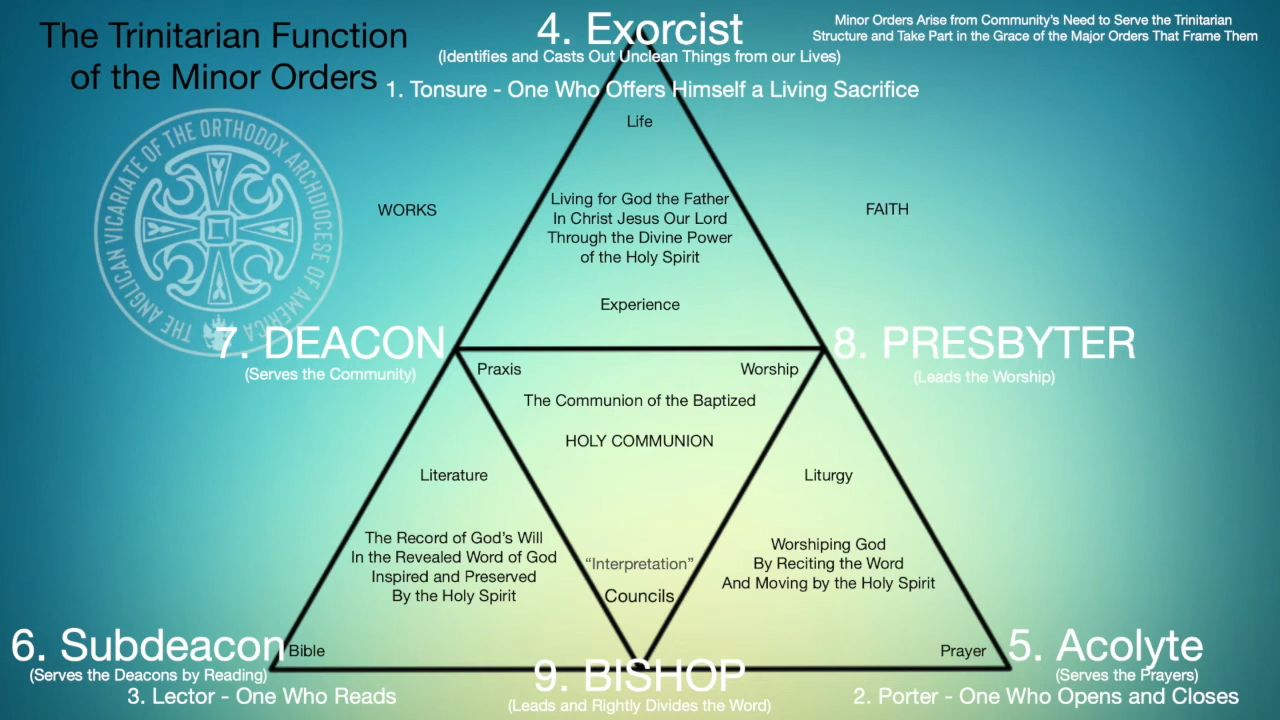 The Trinitarian Function
of the Minor Orders
4. Exorcist
(Identifies and Casts Out Unclean Things from our Lives)
Minor Orders Arise from Community's Need to Serve the Trinitarian
Structure and Take Part in the Grace of the Major Orders That Frame Them
1. Tonsure - One Who Offers Himself a Living Sacrifice
Life
THE ANGLICAN VICARIATE OF THE ORTHODOX ARCHDIOCESE OF AMERICA
WORKS
FAITH
Living for God the Father
In Christ Jesus Our Lord
Through the Divine Power
of the Holy Spirit
Experience
7. DEACON
(Serves the Community)
8. PRESBYTER
(Leads the Worship)
Praxis
Worship
The Communion of the Baptized
HOLY COMMUNION
Literature
Liturgy
The Record of God's Will
In the Revealed Word of God
Inspired and Preserved
By the Holy Spirit
Worshiping God
By Reciting the Word
And Moving by the Holy Spirit
“Interpretation”
Councils
6. Subdeacon
(Serves the Deacons by Reading)
3. Lector - One Who Reads
Bible
9. BISHOP
(Leads and Rightly Divides the Word)
Prayer
5. Acolyte
(Serves the Prayers)
2. Porter - One Who Opens and Closes